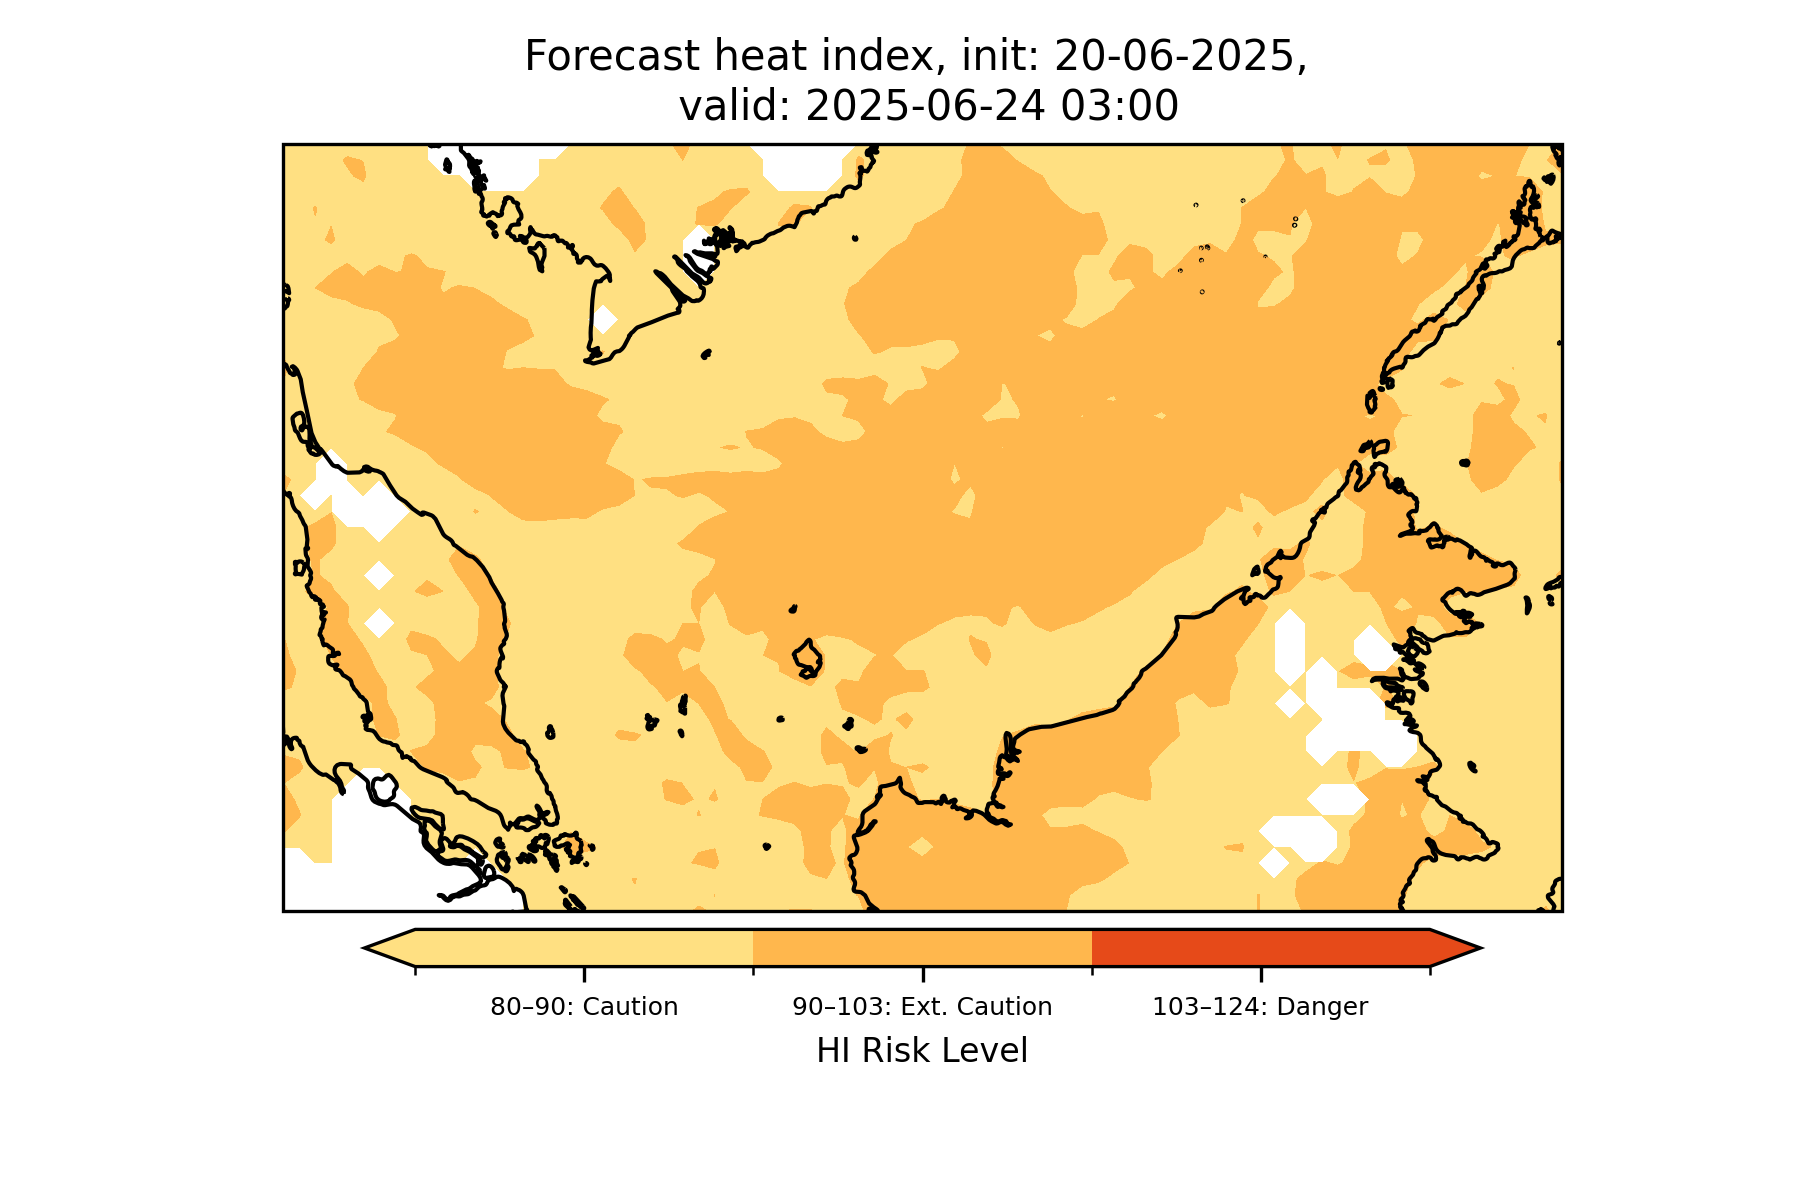 Forecast heat index, init: 20-06-2025,
valid: 2025-06-24 03:00
80–90: Caution
90–103: Ext. Caution
103–124: Danger
HI Risk Level